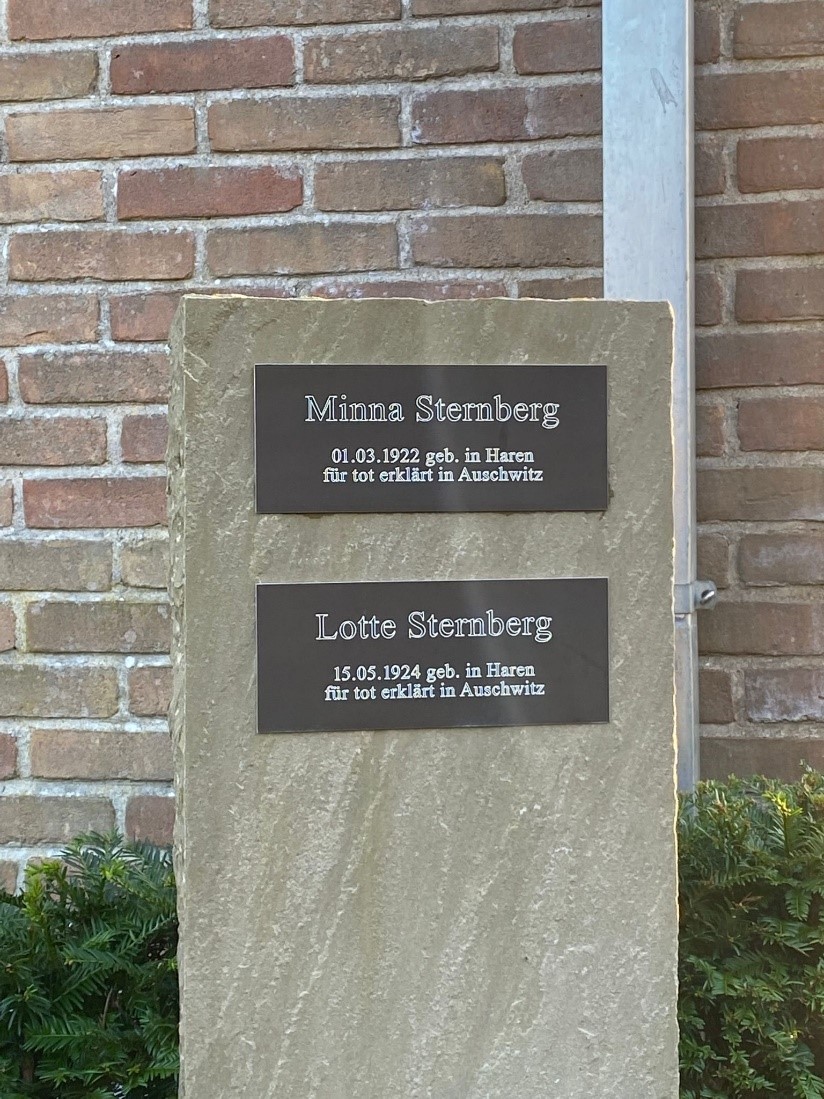 Minna Sternberg
01.03.1922 geb. in Haren
für tot erklärt in Auschwitz
Lotte Sternberg
15.05.1924 geb. in Haren
für tot erklärt in Auschwitz